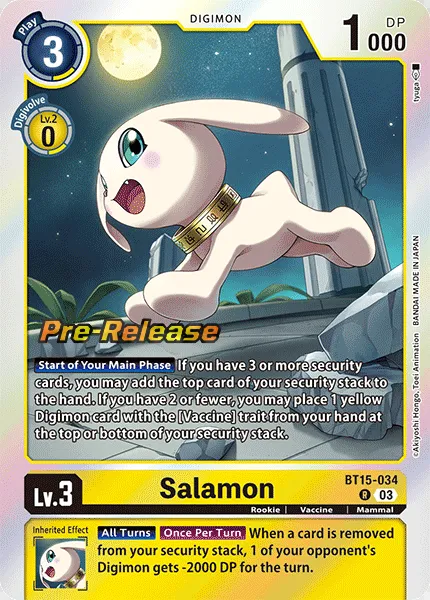 DIGIMON
Play
3
DP
1000
Digivolve
Lv.2
0
Pre-Release
Start of Your Main Phase If you have 3 or more security
cards, you may add the top card of your security stack to
the hand. If you have 2 or fewer, you may place 1 yellow
Digimon card with the [Vaccine] trait from your hand at
the top or bottom of your security stack.
Lv.3
Salamon
BT15-034
R 03
Rookie | Vaccine | Mammal
Inherited Effect
All Turns Once Per Turn When a card is removed
from your security stack, 1 of your opponent's
Digimon gets -2000 DP for the turn.
tyuga
©Akiyoshi Hongo, Toei Animation BANDAI MADE IN JAPAN